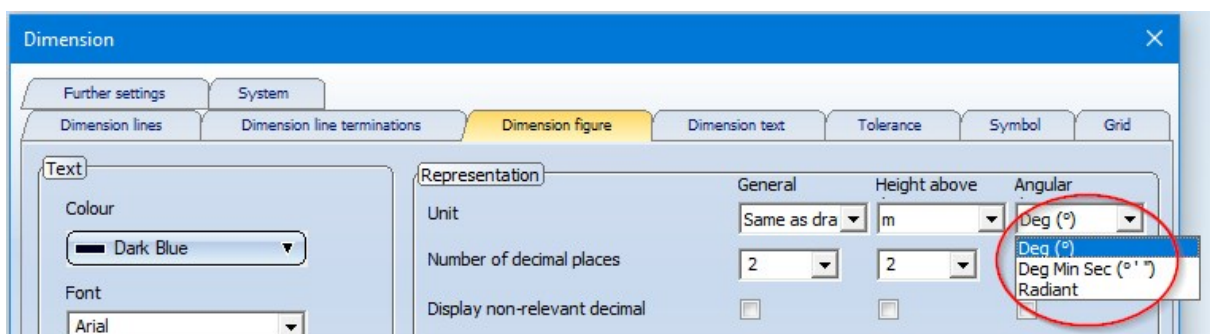 Dimension
Further settings System
Dimension lines Dimension line terminations Dimension figure Dimension text Tolerance Symbol Grid
Text
Representation
General Height above Angular
Colour
Unit Same as dra m Deg (°)
Dark Blue
Deg (°)
Number of decimal places 2 2
Deg Min Sec (° ' ")
Radiant
Font
Display non-relevant decimal
Arial